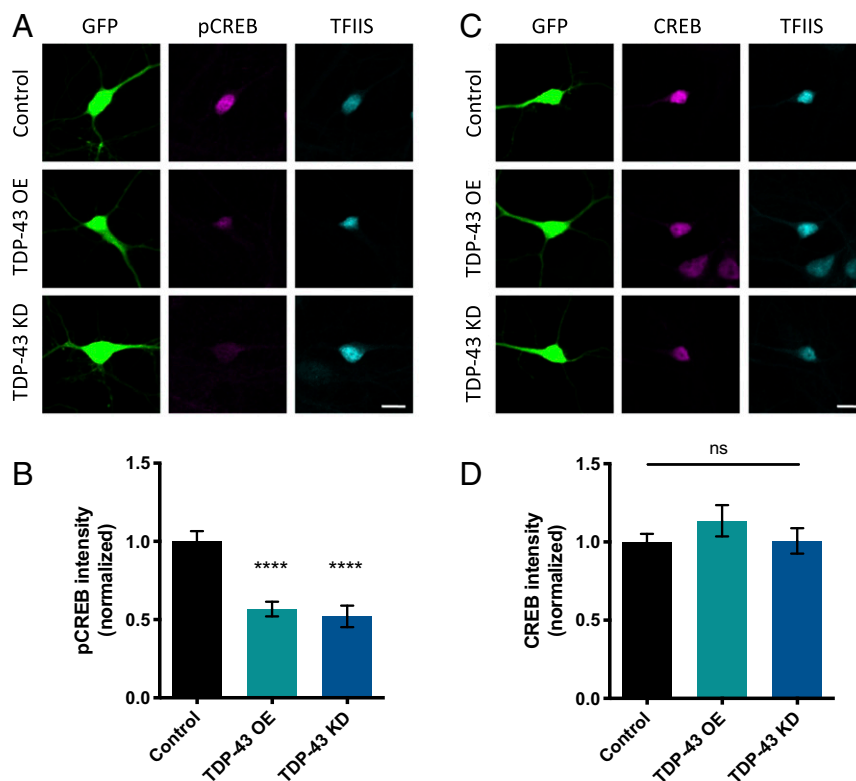 A
GFP
pCREB
TFIIS
Control
TDP-43 OE
TDP-43 KD
C
GFP
CREB
TFIIS
Control
TDP-43 OE
TDP-43 KD
B
pCREB intensity
(normalized)
1.5
1.0
0.5
0.0
****
****
Control
TDP-43 OE
TDP-43 KD
D
CREB intensity
(normalized)
1.5
1.0
0.5
0.0
ns
Control
TDP-43 OE
TDP-43 KD